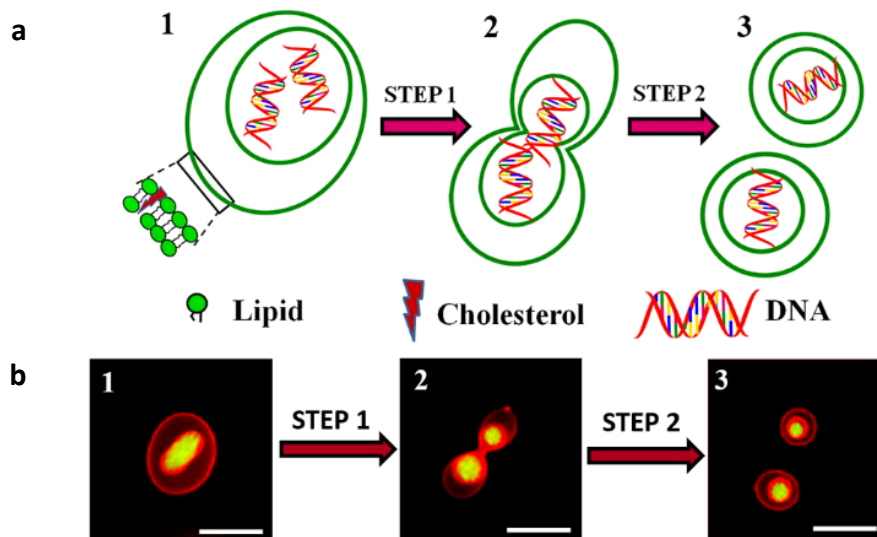 a
1 2 3
STEP 1 STEP 2
Lipid Cholesterol DNA
b
1 2 3
STEP 1 STEP 2